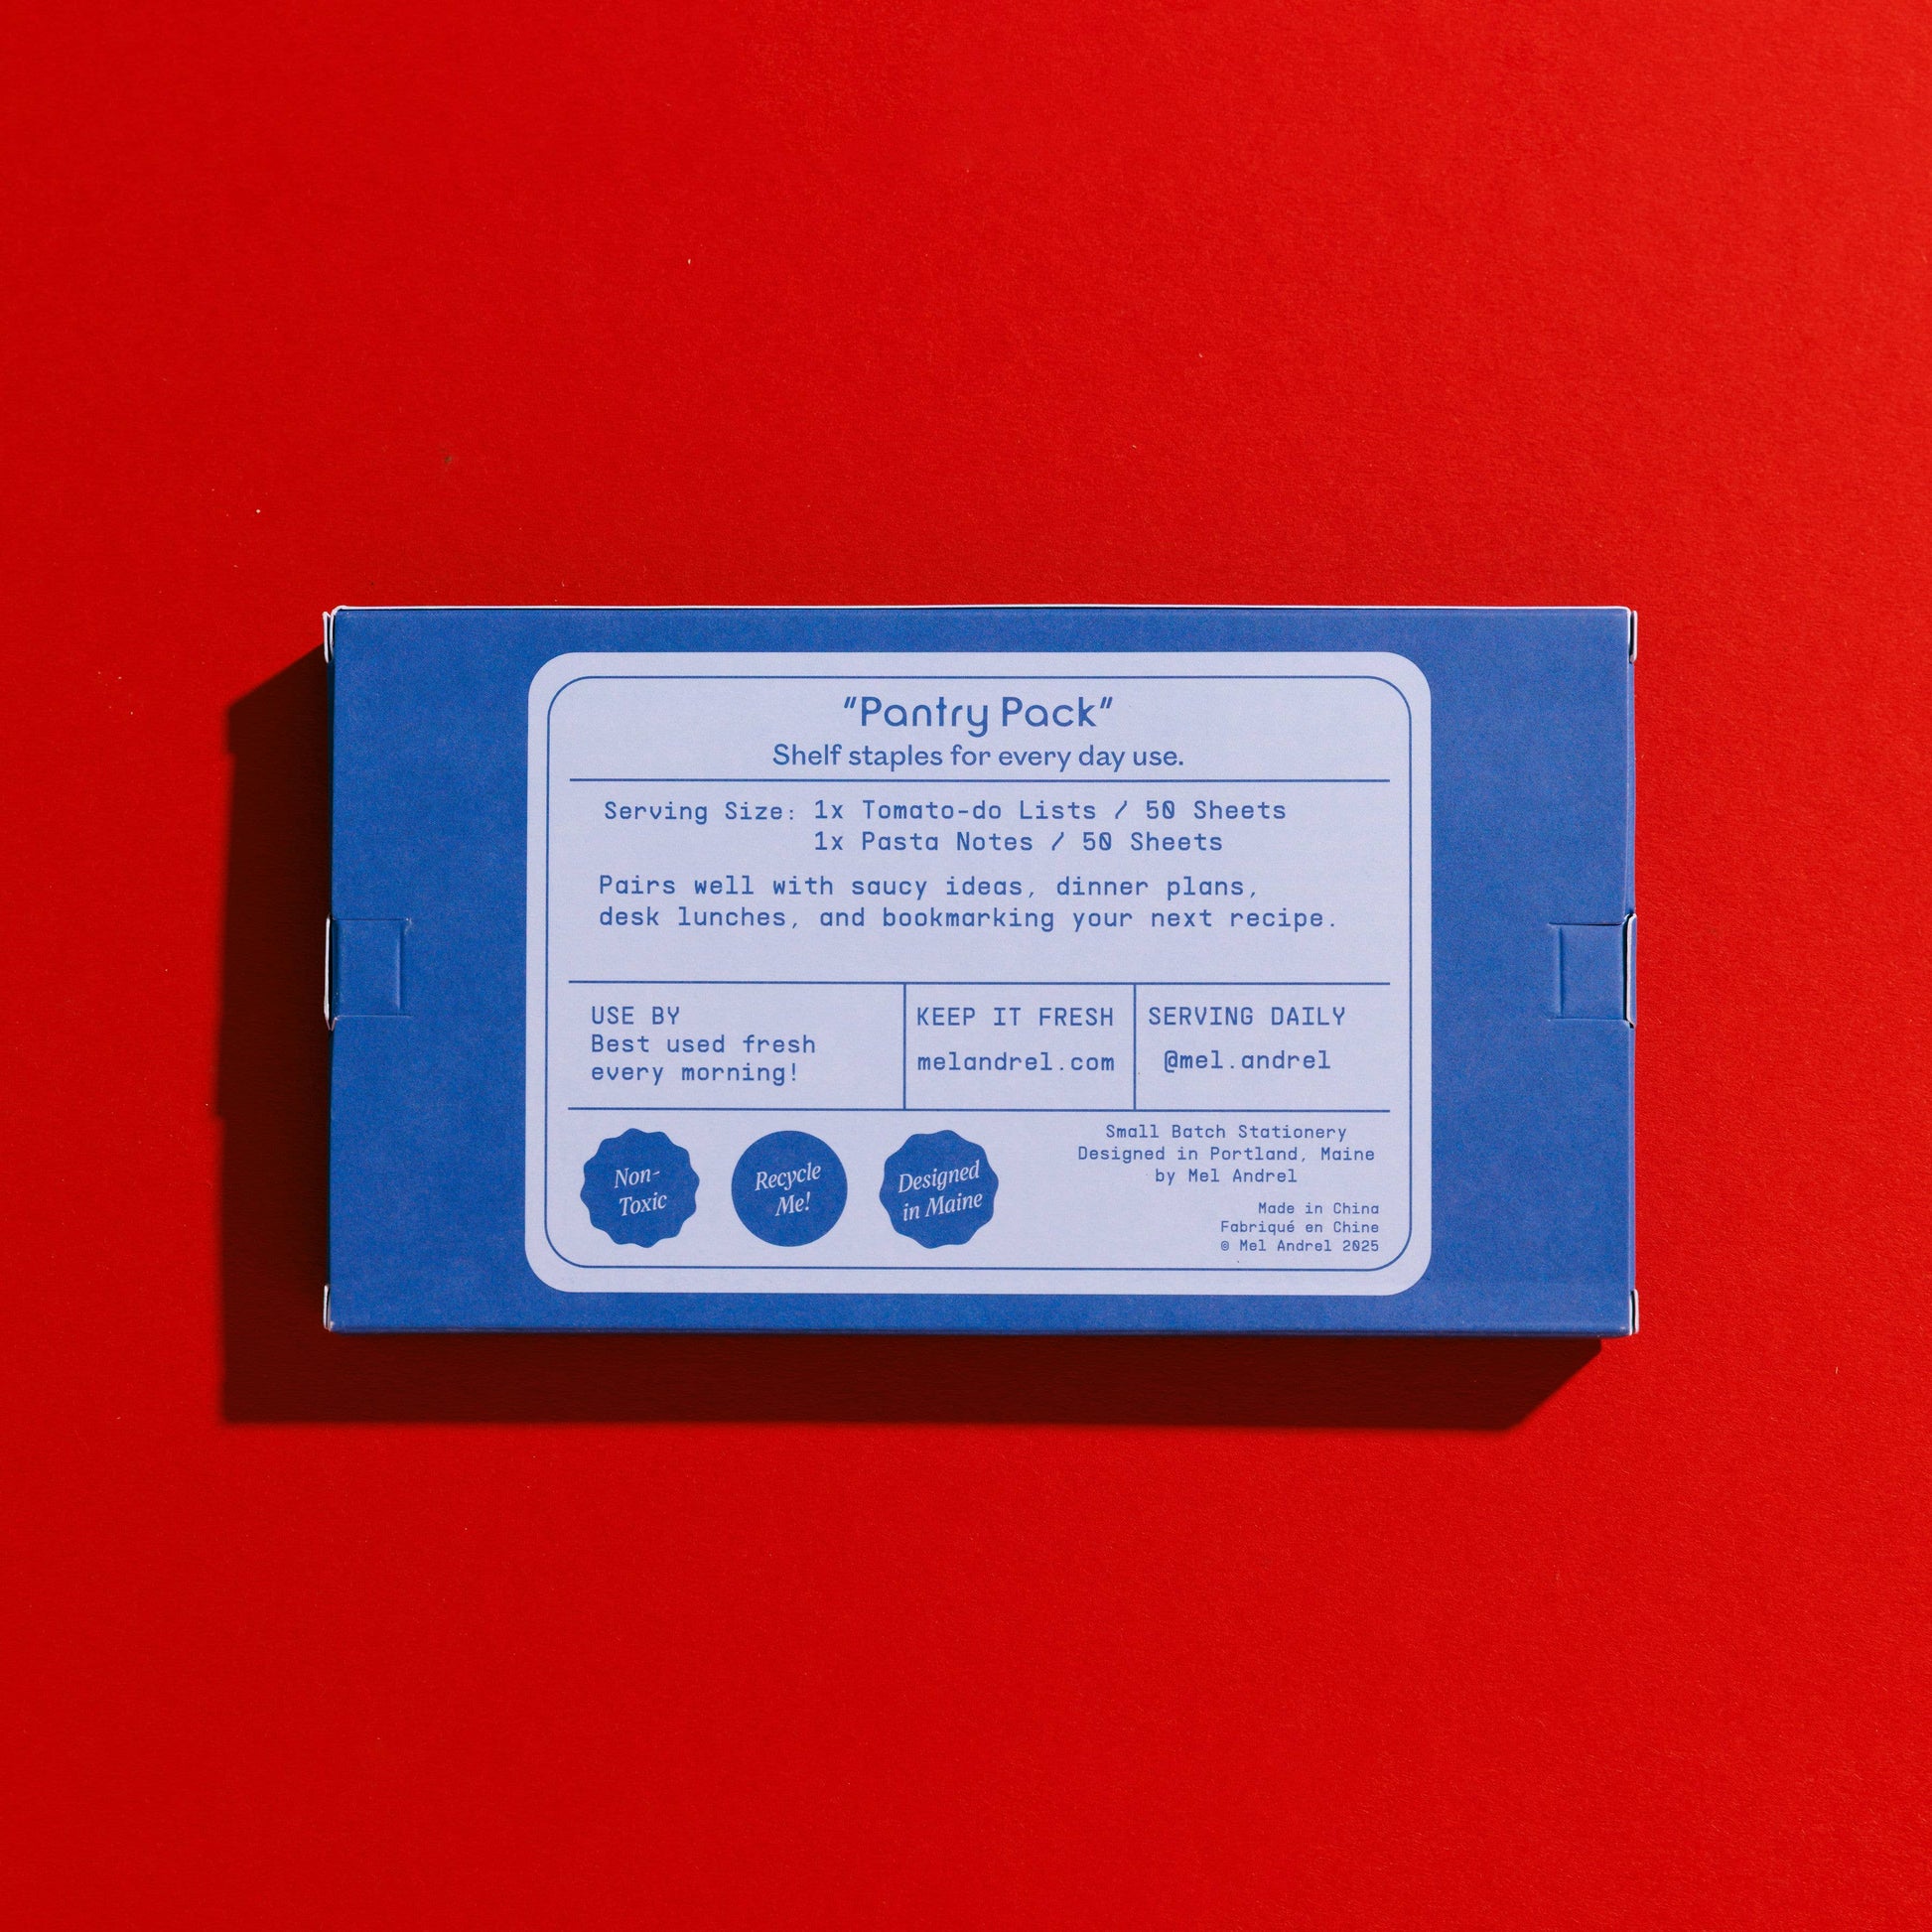 "Pantry Pack"
Shelf staples for every day use.
Serving Size: 1x Tomato-do Lists / 50 Sheets
1x Pasta Notes / 50 Sheets
Pairs well with saucy ideas, dinner plans,
desk lunches, and bookmarking your next recipe.
USE BY
Best used fresh
every morning!
KEEP IT FRESH
melandrel.com
SERVING DAILY
@mel.andrel
Non-
Toxic
Recycle
Me!
Designed
in Maine
Small Batch Stationery
Designed in Portland, Maine
by Mel Andrel
Made in China
Fabriqué en Chine
© Mel Andrel 2025